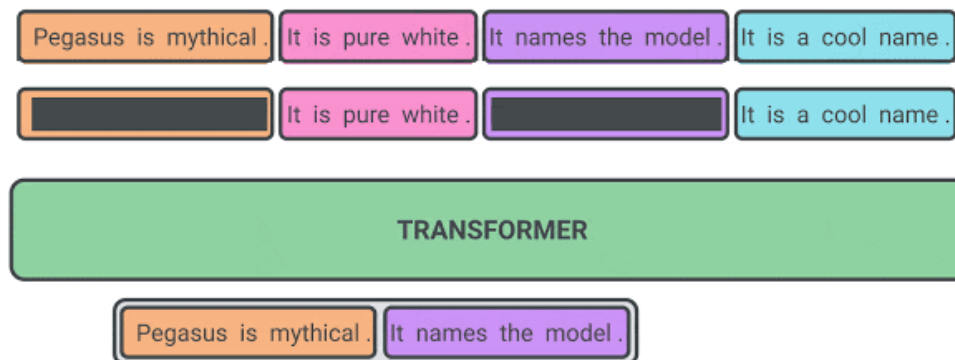 Pegasus is mythical. It is pure white. It names the model. It is a cool name.
It is pure white. It is a cool name.
TRANSFORMER
Pegasus is mythical. It names the model.